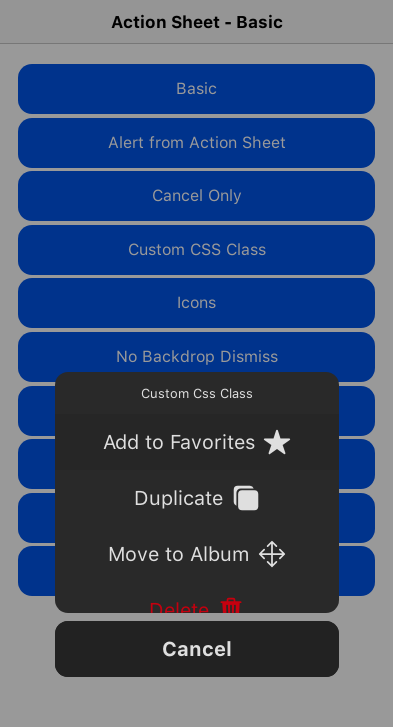 Action Sheet - Basic
Basic
Alert from Action Sheet
Cancel Only
Custom CSS Class
Icons
No Backdrop Dismiss
Custom Css Class
Add to Favorites
Duplicate
Move to Album
Delete
Cancel